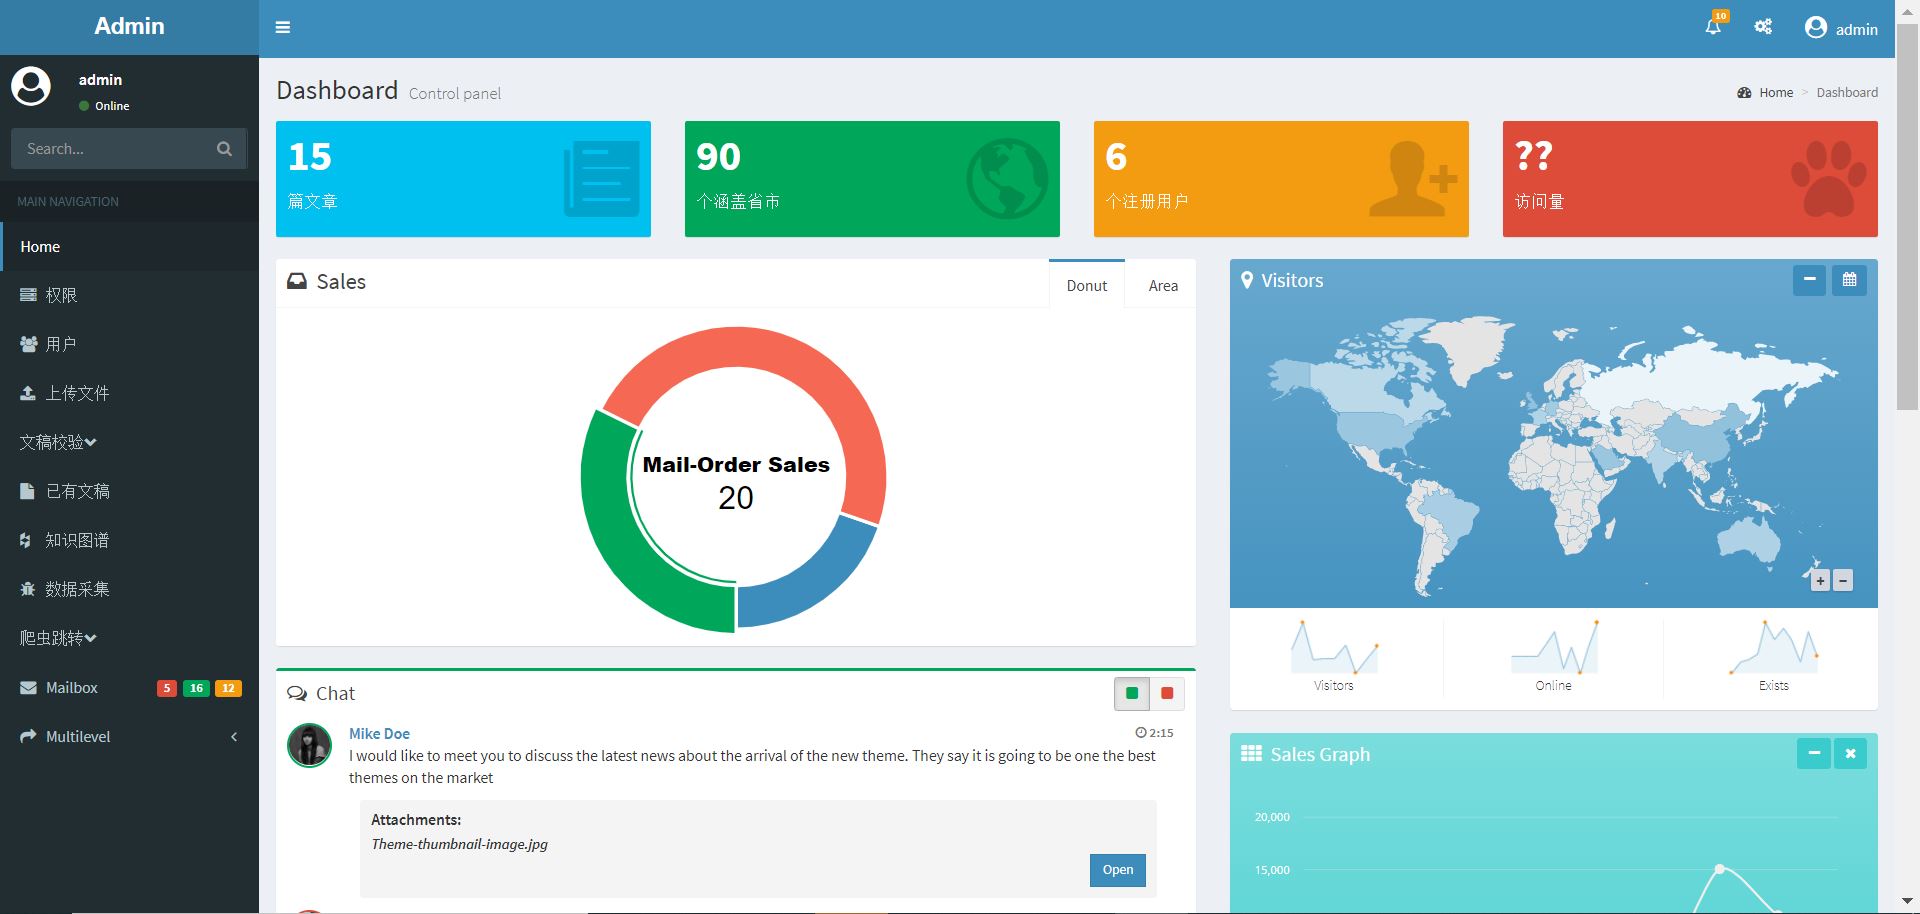 Admin
10
admin
admin
Online
Search...
MAIN NAVIGATION
Home
权限
用户
上传文件
文稿校验
已有文稿
知识图谱
数据采集
爬虫跳转
Mailbox 5 16 12
Multilevel
Dashboard Control panel
Home > Dashboard
15
篇文章
90
个涵盖省市
6
个注册用户
??
访问量
Sales
Donut Area
Mail-Order Sales
20
Visitors
+ −
Visitors Online Exists
Chat
Mike Doe 2:15
I would like to meet you to discuss the latest news about the arrival of the new theme. They say it is going to be one the best
themes on the market
Attachments:
Theme-thumbnail-image.jpg
Open
Sales Graph
20,000
15,000